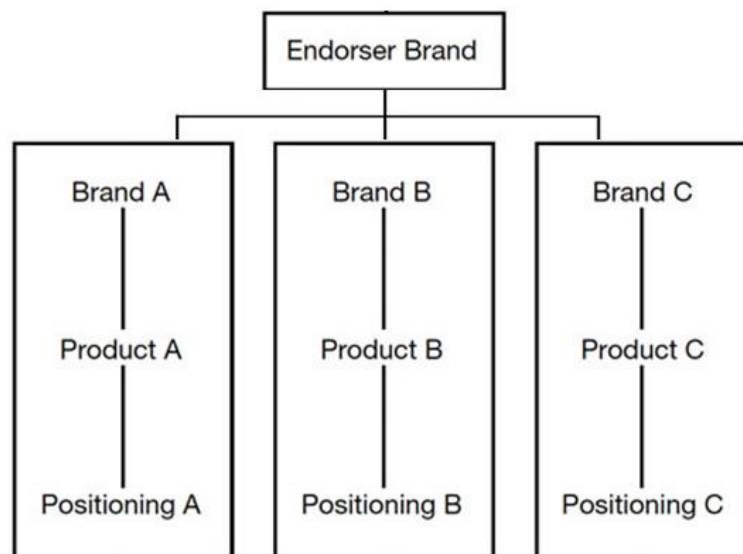 Endorser Brand
Brand A
Brand B
Brand C
Product A
Product B
Product C
Positioning A
Positioning B
Positioning C